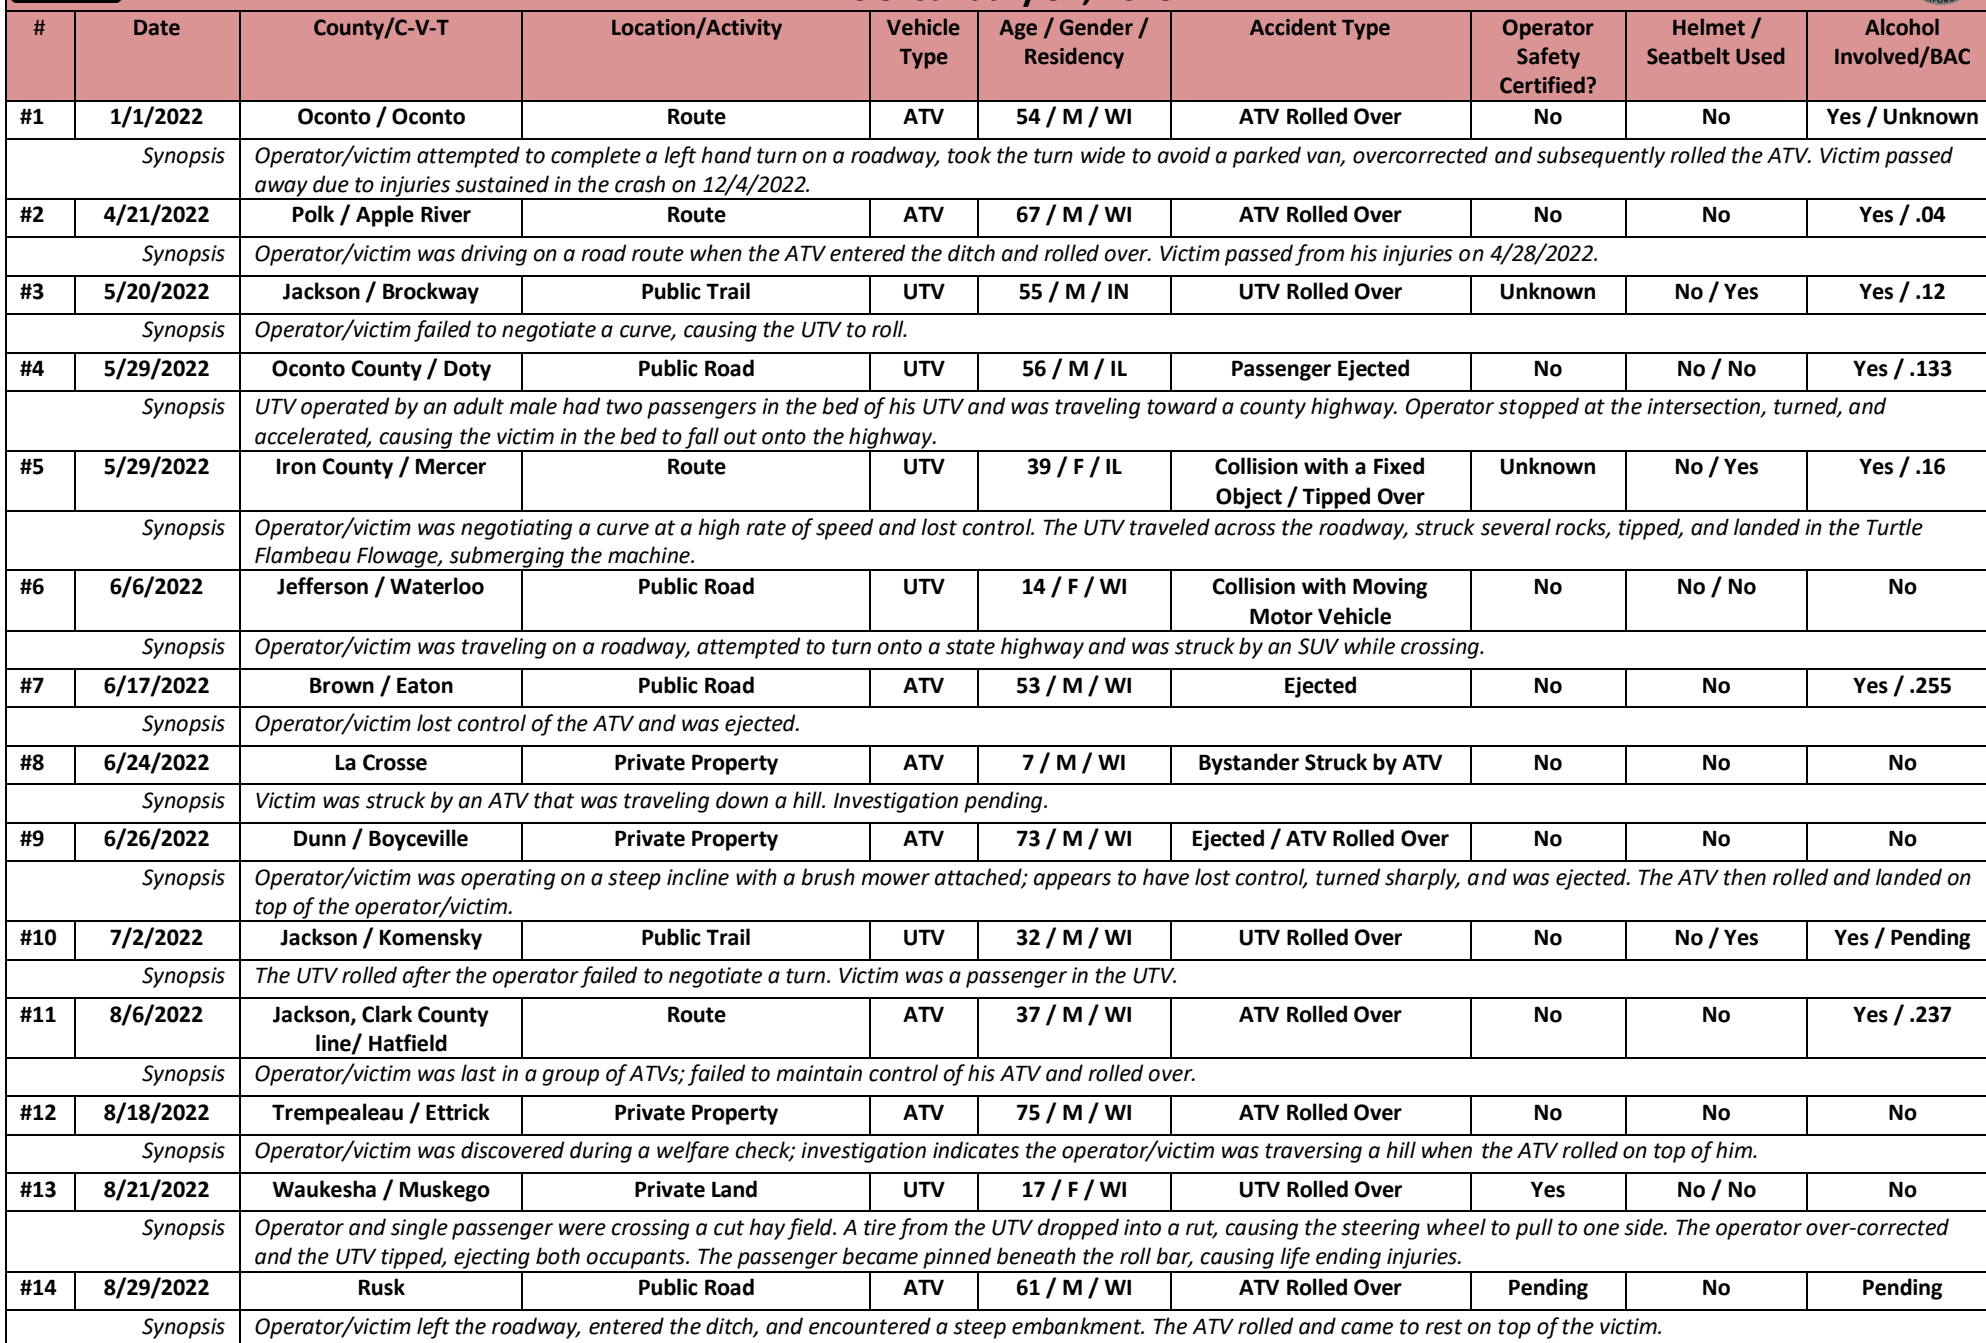 # Date County/C-V-T Location/Activity Vehicle Type Age / Gender / Residency Accident Type Operator Safety Certified? Helmet / Seatbelt Used Alcohol Involved/BAC
#1 1/1/2022 Oconto / Oconto Route ATV 54 / M / WI ATV Rolled Over No No Yes / Unknown
Synopsis Operator/victim attempted to complete a left hand turn on a roadway, took the turn wide to avoid a parked van, overcorrected and subsequently rolled the ATV. Victim passed
away due to injuries sustained in the crash on 12/4/2022.
#2 4/21/2022 Polk / Apple River Route ATV 67 / M / WI ATV Rolled Over No No Yes / .04
Synopsis Operator/victim was driving on a road route when the ATV entered the ditch and rolled over. Victim passed from his injuries on 4/28/2022.
#3 5/20/2022 Jackson / Brockway Public Trail UTV 55 / M / IN UTV Rolled Over Unknown No / Yes Yes / .12
Synopsis Operator/victim failed to negotiate a curve, causing the UTV to roll.
#4 5/29/2022 Oconto County / Doty Public Road UTV 56 / M / IL Passenger Ejected No No / No Yes / .133
Synopsis UTV operated by an adult male had two passengers in the bed of his UTV and was traveling toward a county highway. Operator stopped at the intersection, turned, and
accelerated, causing the victim in the bed to fall out onto the highway.
#5 5/29/2022 Iron County / Mercer Route UTV 39 / F / IL Collision with a Fixed Object / Tipped Over Unknown No / Yes Yes / .16
Synopsis Operator/victim was negotiating a curve at a high rate of speed and lost control. The UTV traveled across the roadway, struck several rocks, tipped, and landed in the Turtle
Flambeau Flowage, submerging the machine.
#6 6/6/2022 Jefferson / Waterloo Public Road UTV 14 / F / WI Collision with Moving Motor Vehicle No No / No No
Synopsis Operator/victim was traveling on a roadway, attempted to turn onto a state highway and was struck by an SUV while crossing.
#7 6/17/2022 Brown / Eaton Public Road ATV 53 / M / WI Ejected No No Yes / .255
Synopsis Operator/victim lost control of the ATV and was ejected.
#8 6/24/2022 La Crosse Private Property ATV 7 / M / WI Bystander Struck by ATV No No No
Synopsis Victim was struck by an ATV that was traveling down a hill. Investigation pending.
#9 6/26/2022 Dunn / Boyceville Private Property ATV 73 / M / WI Ejected / ATV Rolled Over No No No
Synopsis Operator/victim was operating on a steep incline with a brush mower attached; appears to have lost control, turned sharply, and was ejected. The ATV then rolled and landed on
top of the operator/victim.
#10 7/2/2022 Jackson / Komensky Public Trail UTV 32 / M / WI UTV Rolled Over No No / Yes Yes / Pending
Synopsis The UTV rolled after the operator failed to negotiate a turn. Victim was a passenger in the UTV.
#11 8/6/2022 Jackson, Clark County line/ Hatfield Route ATV 37 / M / WI ATV Rolled Over No No Yes / .237
Synopsis Operator/victim was last in a group of ATVs; failed to maintain control of his ATV and rolled over.
#12 8/18/2022 Trempealeau / Ettrick Private Property ATV 75 / M / WI ATV Rolled Over No No No
Synopsis Operator/victim was discovered during a welfare check; investigation indicates the operator/victim was traversing a hill when the ATV rolled on top of him.
#13 8/21/2022 Waukesha / Muskego Private Land UTV 17 / F / WI UTV Rolled Over Yes No / No No
Synopsis Operator and single passenger were crossing a cut hay field. A tire from the UTV dropped into a rut, causing the steering wheel to pull to one side. The operator over-corrected
and the UTV tipped, ejecting both occupants. The passenger became pinned beneath the roll bar, causing life ending injuries.
#14 8/29/2022 Rusk Public Road ATV 61 / M / WI ATV Rolled Over Pending No Pending
Synopsis Operator/victim left the roadway, entered the ditch, and encountered a steep embankment. The ATV rolled and came to rest on top of the victim.